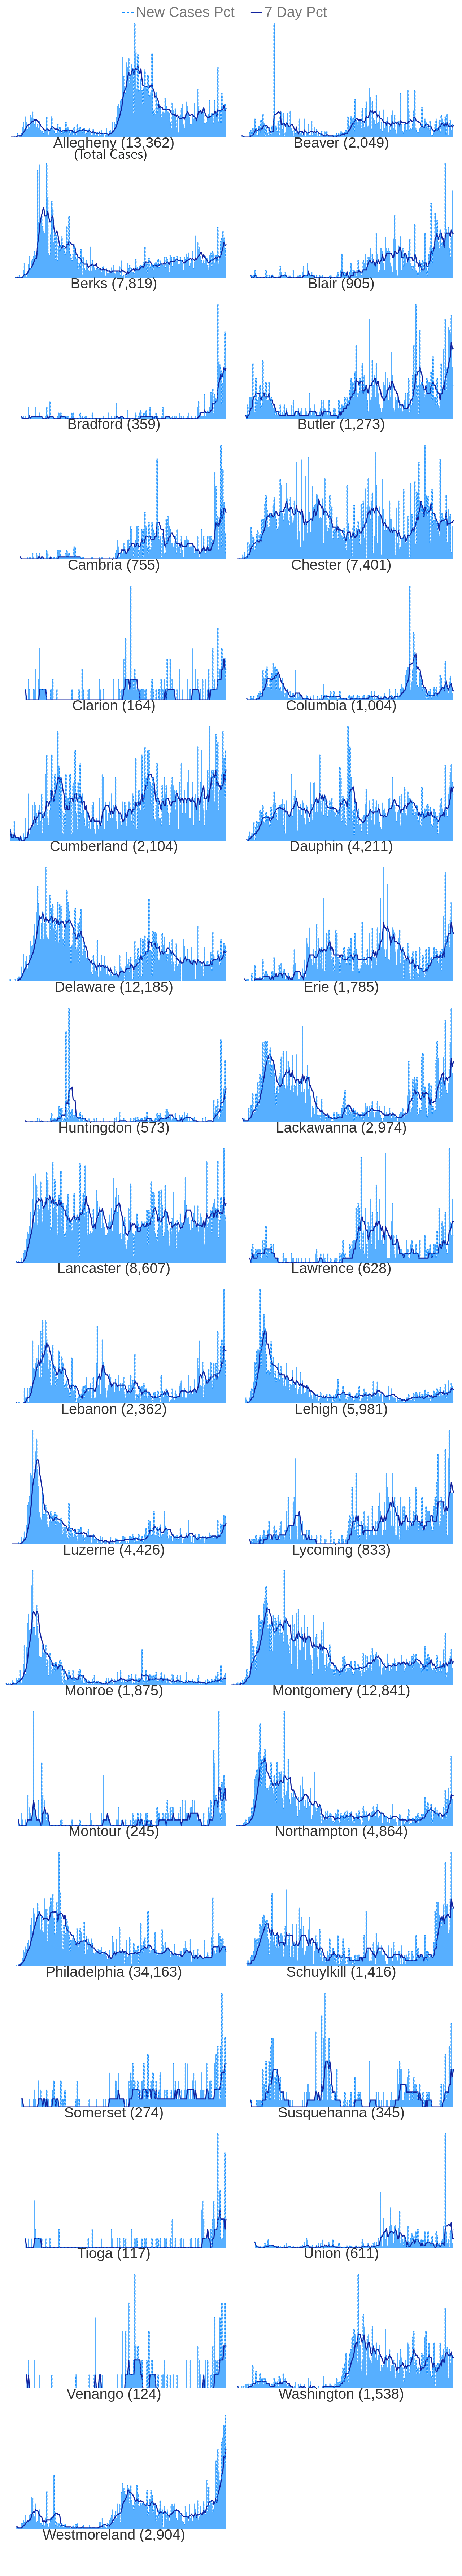 New Cases Pct 7 Day Pct
Allegheny (13,362) Beaver (2,049)
(Total Cases)
Berks (7,819) Blair (905)
Bradford (359) Butler (1,273)
Cambria (755) Chester (7,401)
Clarion (164) Columbia (1,004)
Cumberland (2,104) Dauphin (4,211)
Delaware (12,185) Erie (1,785)
Huntingdon (573) Lackawanna (2,974)
Lancaster (8,607) Lawrence (628)
Lebanon (2,362) Lehigh (5,981)
Luzerne (4,426) Lycoming (833)
Monroe (1,875) Montgomery (12,841)
Montour (245) Northampton (4,864)
Philadelphia (34,163) Schuylkill (1,416)
Somerset (274) Susquehanna (345)
Tioga (117) Union (611)
Venango (124) Washington (1,538)
Westmoreland (2,904)